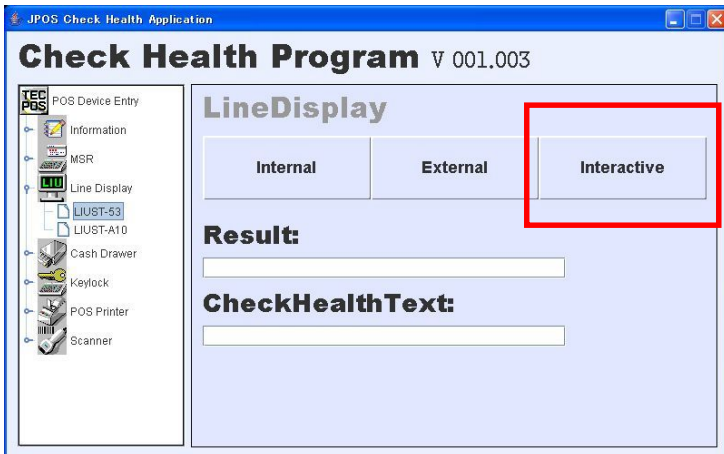 JPOS Check Health Application
Check Health Program V 001.003
TEC
POS
POS Device Entry
Information
MSR
LIU
Line Display
LIUST-53
LIUST-A10
Cash Drawer
Keylock
POS Printer
Scanner
LineDisplay
Internal External Interactive
Result:
CheckHealthText: